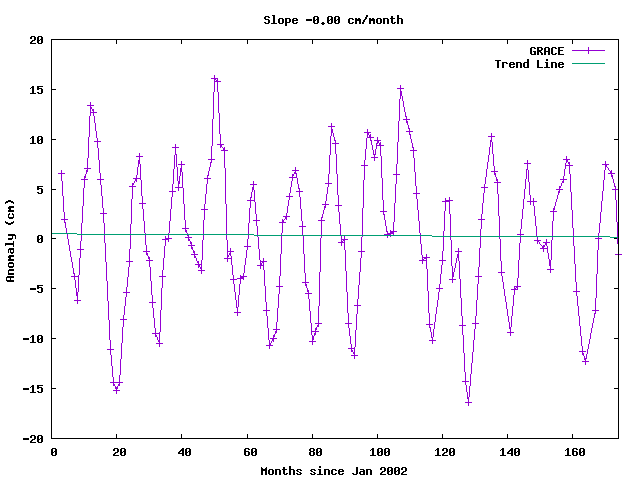 Slope -0.00 cm/month
GRACE
Trend Line
20
15
10
5
0
-5
-10
-15
-20
Anomaly (cm)
0 20 40 60 80 100 120 140 160
Months since Jan 2002